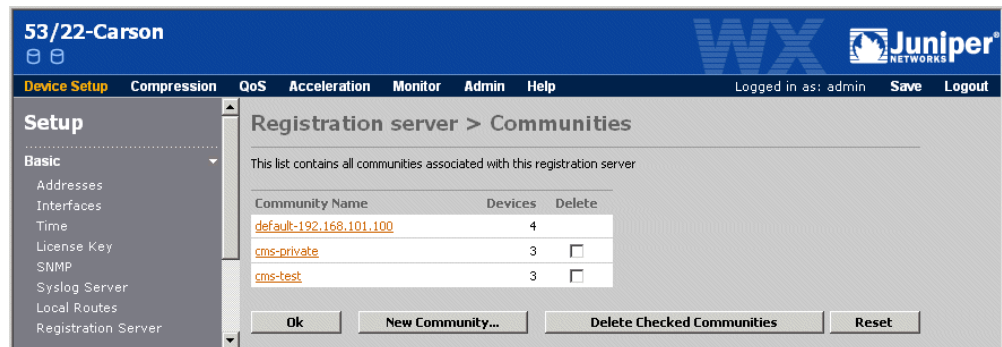 53/22-Carson
WX
Juniper®
NETWORKS
Device Setup Compression QoS Acceleration Monitor Admin Help Logged in as: admin Save Logout
Setup
Basic
Addresses
Interfaces
Time
License Key
SNMP
Syslog Server
Local Routes
Registration Server
Registration server > Communities
This list contains all communities associated with this registration server
Community Name Devices Delete
default-192.168.101.100 4
cms-private 3
cms-test 3
Ok New Community... Delete Checked Communities Reset